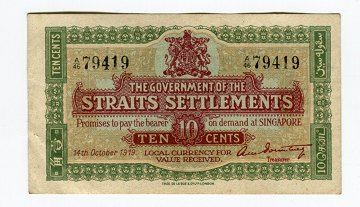 TEN CENTS
A/46 79419
A/46 79419
THE GOVERNMENT OF THE
STRAITS SETTLEMENTS
Promises to pay the bearer on demand at SINGAPORE
TEN 10 CENTS
14th October 1919.
LOCAL CURRENCY FOR
VALUE RECEIVED.
Treasurer.